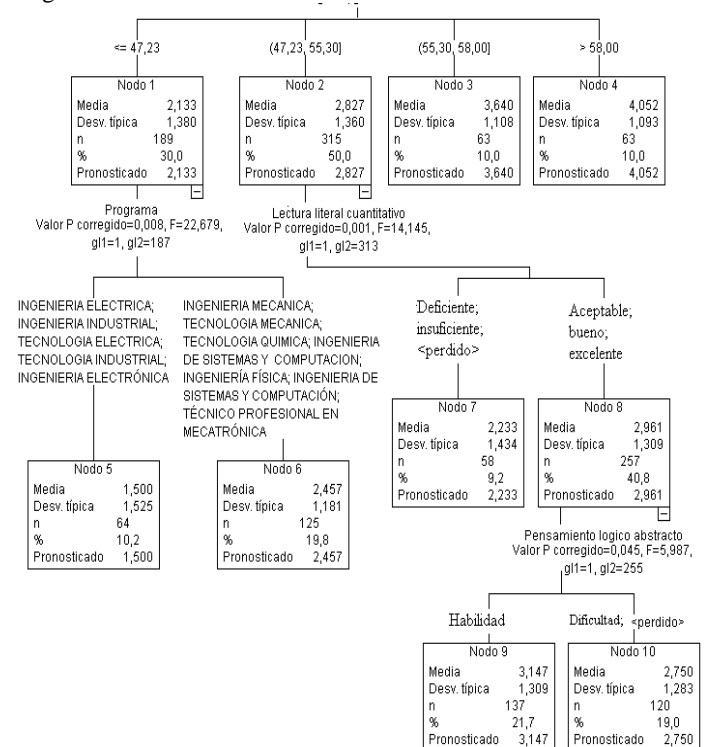 <= 47,23
(47,23, 55,30]
(55,30, 58,00]
> 58,00
Nodo 1
Media 2,133
Desv. típica 1,380
n 189
% 30,0
Pronosticado 2,133
Nodo 2
Media 2,827
Desv. típica 1,360
n 315
% 50,0
Pronosticado 2,827
Nodo 3
Media 3,640
Desv. típica 1,108
n 63
% 10,0
Pronosticado 3,640
Nodo 4
Media 4,052
Desv. típica 1,093
n 63
% 10,0
Pronosticado 4,052
Programa
Valor P corregido=0,008, F=22,679,
gl1=1, gl2=187
Lectura literal cuantitativo
Valor P corregido=0,001, F=14,145,
gl1=1, gl2=313
INGENIERIA ELECTRICA;
INGENIERIA INDUSTRIAL;
TECNOLOGIA ELECTRICA;
TECNOLOGIA INDUSTRIAL;
INGENIERIA ELECTRÓNICA
INGENIERIA MECANICA;
TECNOLOGIA MECANICA;
TECNOLOGIA QUIMICA; INGENIERIA
DE SISTEMAS Y COMPUTACION;
INGENIERÍA FÍSICA; INGENIERIA DE
SISTEMAS Y COMPUTACIÓN;
TÉCNICO PROFESIONAL EN
MECATRÓNICA
Deficiente;
insuficiente;
<perdido>
Aceptable;
bueno;
excelente
Nodo 5
Media 1,500
Desv. típica 1,525
n 64
% 10,2
Pronosticado 1,500
Nodo 6
Media 2,457
Desv. típica 1,181
n 125
% 19,8
Pronosticado 2,457
Nodo 7
Media 2,233
Desv. típica 1,434
n 58
% 9,2
Pronosticado 2,233
Nodo 8
Media 2,961
Desv. típica 1,309
n 257
% 40,8
Pronosticado 2,961
Pensamiento logico abstracto
Valor P corregido=0,045, F=5,987,
gl1=1, gl2=255
Habilidad
Dificultad; <perdido>
Nodo 9
Media 3,147
Desv. típica 1,309
n 137
% 21,7
Pronosticado 3,147
Nodo 10
Media 2,750
Desv. típica 1,283
n 120
% 19,0
Pronosticado 2,750